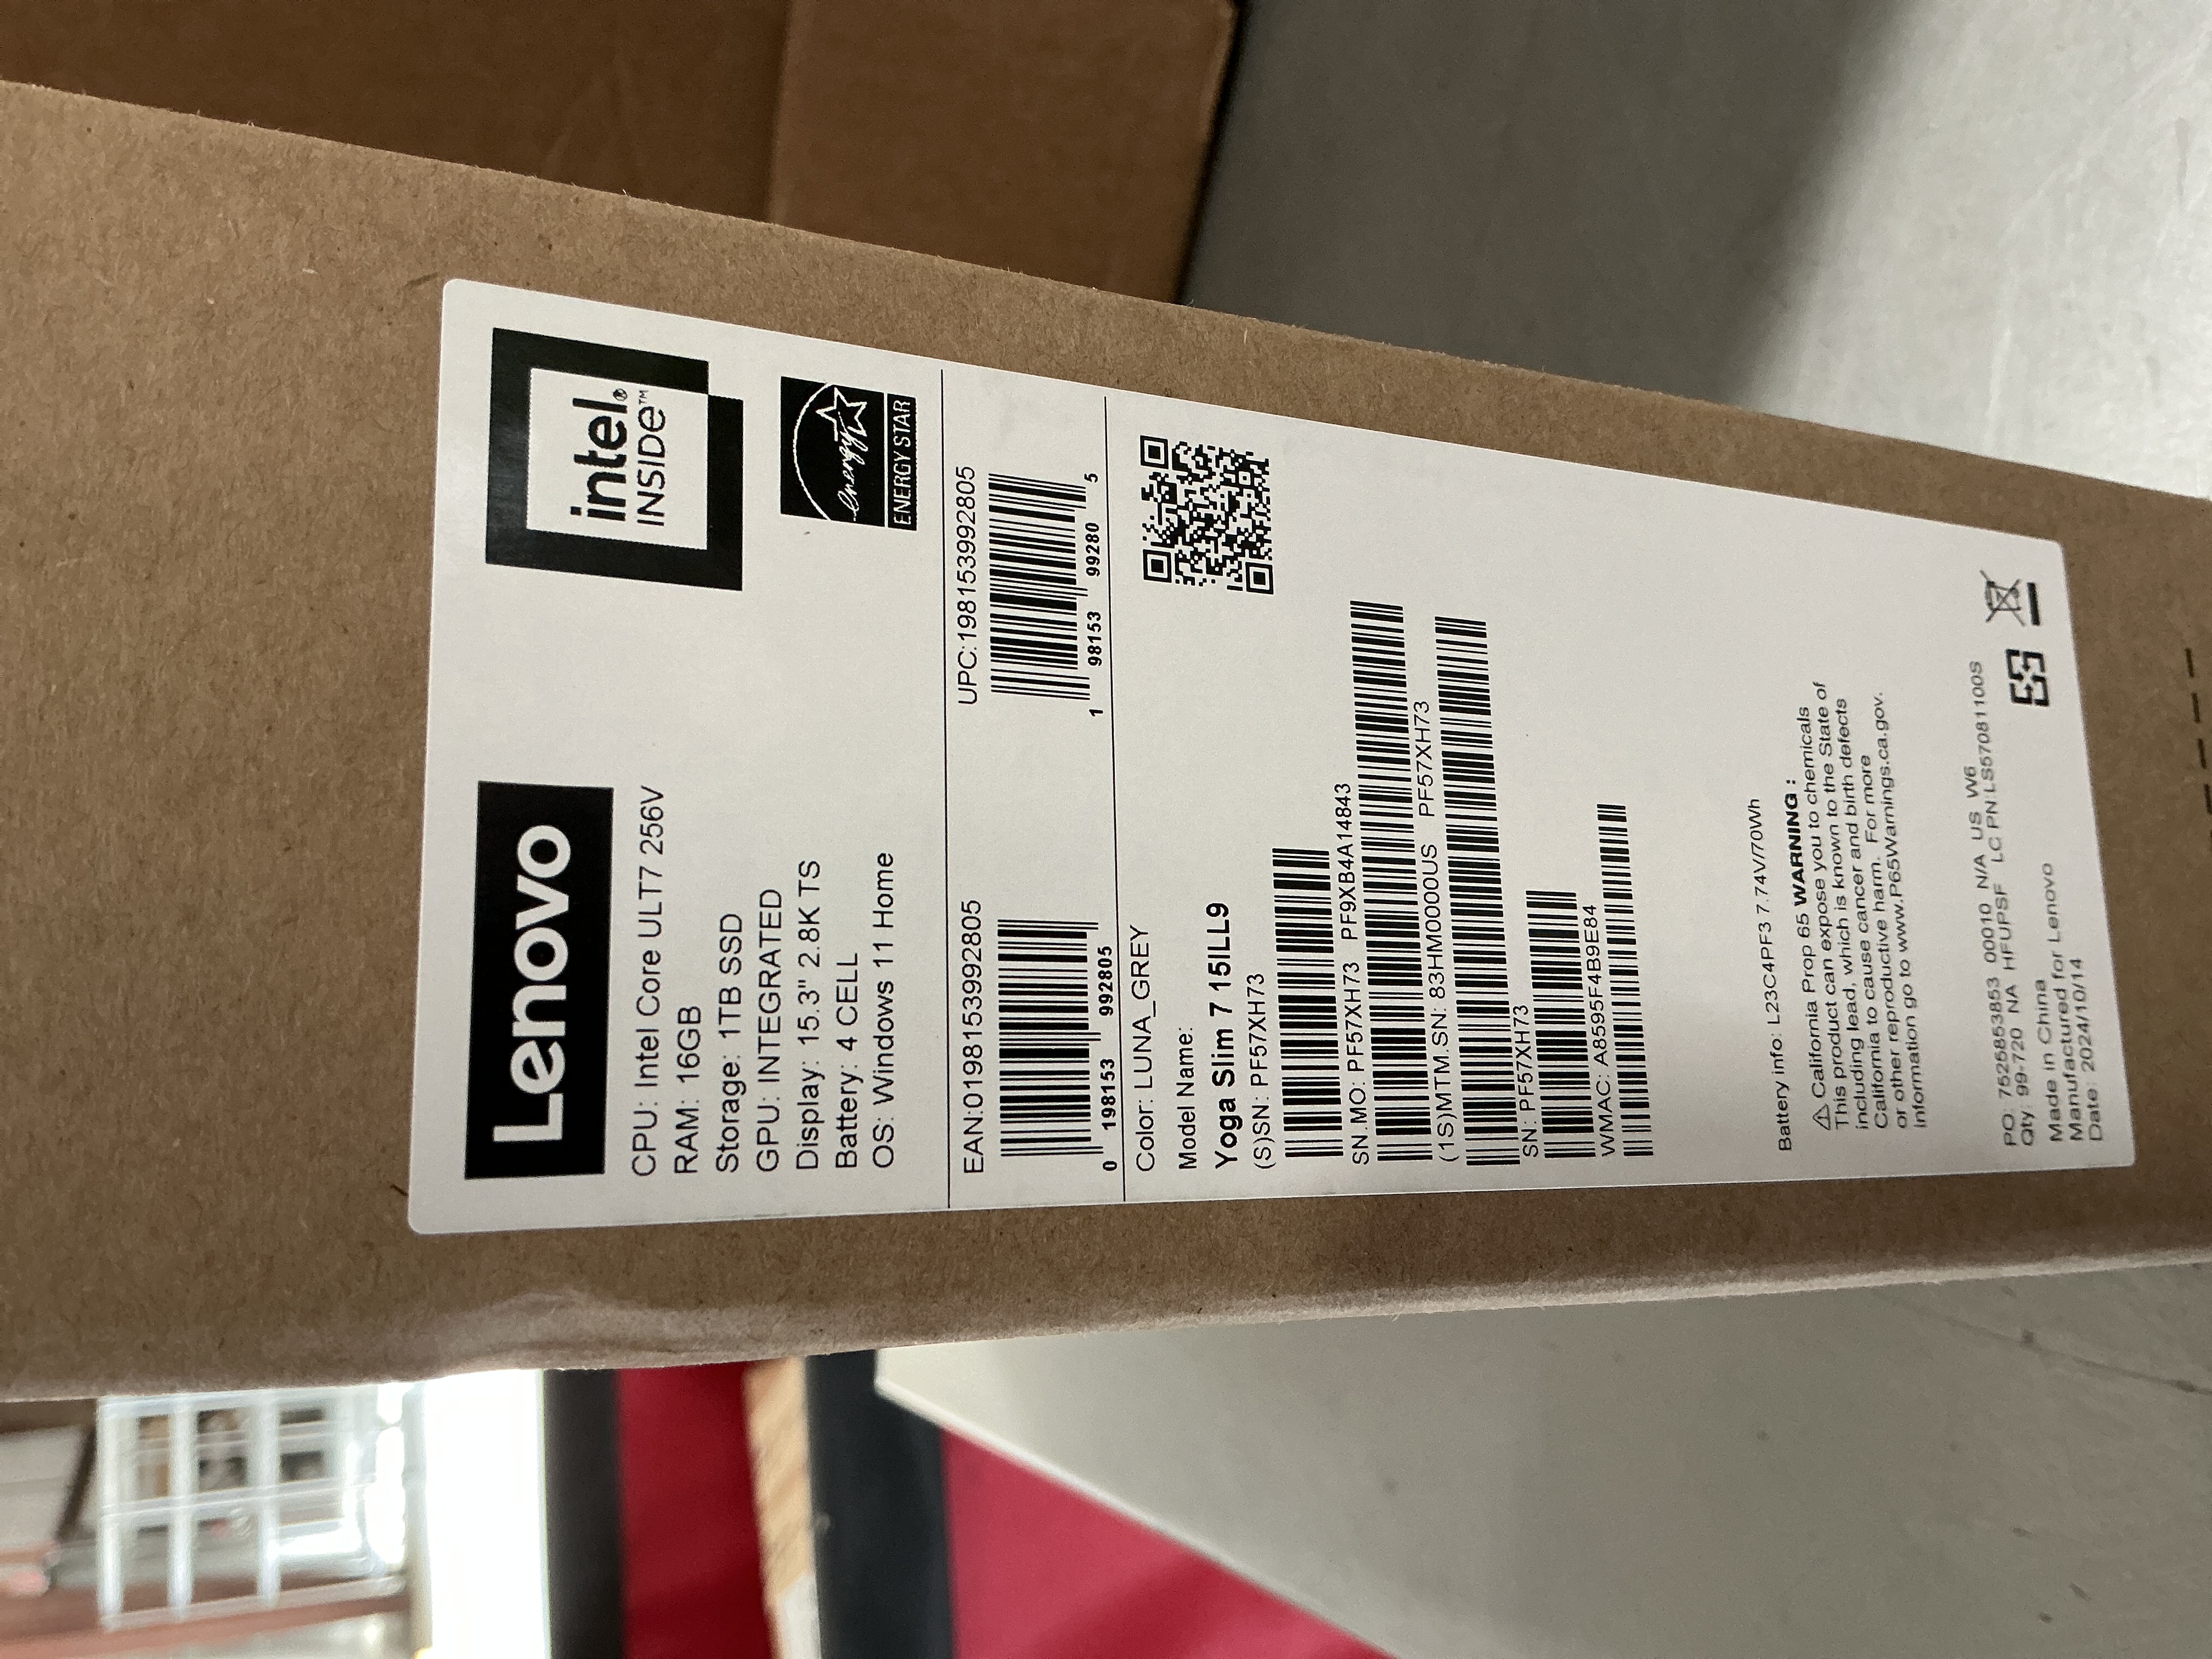 Lenovo
intel®
INSIDE™
CPU: Intel Core ULT7 256V
RAM: 16GB
Storage: 1TB SSD
GPU: INTEGRATED
Display: 15.3" 2.8K TS
Battery: 4 CELL
OS: Windows 11 Home
energy
ENERGY STAR
EAN:0198153992805
UPC:198153992805
0 198153 992805
1 98153 99280 5
Color: LUNA_GREY
Model Name:
Yoga Slim 7 15ILL9
(S)SN: PF57XH73
SN.MO: PF57XH73 PF9XB4A14843
(1S)MTM.SN: 83HM0000US PF57XH73
SN: PF57XH73
WMAC: A8595F4B9E84
Battery Info: L23C4PF3 7.74V/70Wh
⚠ California Prop 65 WARNING :
This product can expose you to chemicals
including lead, which is known to the State of
California to cause cancer and birth defects
or other reproductive harm. For more
information go to www.P65Warnings.ca.gov.
PO: 7525853853 00010 N/A US W6
Qty: 99-720 NA HFUPSF LC PN:LS57081100S
Made in China
Manufactured for Lenovo
Date: 2024/10/14